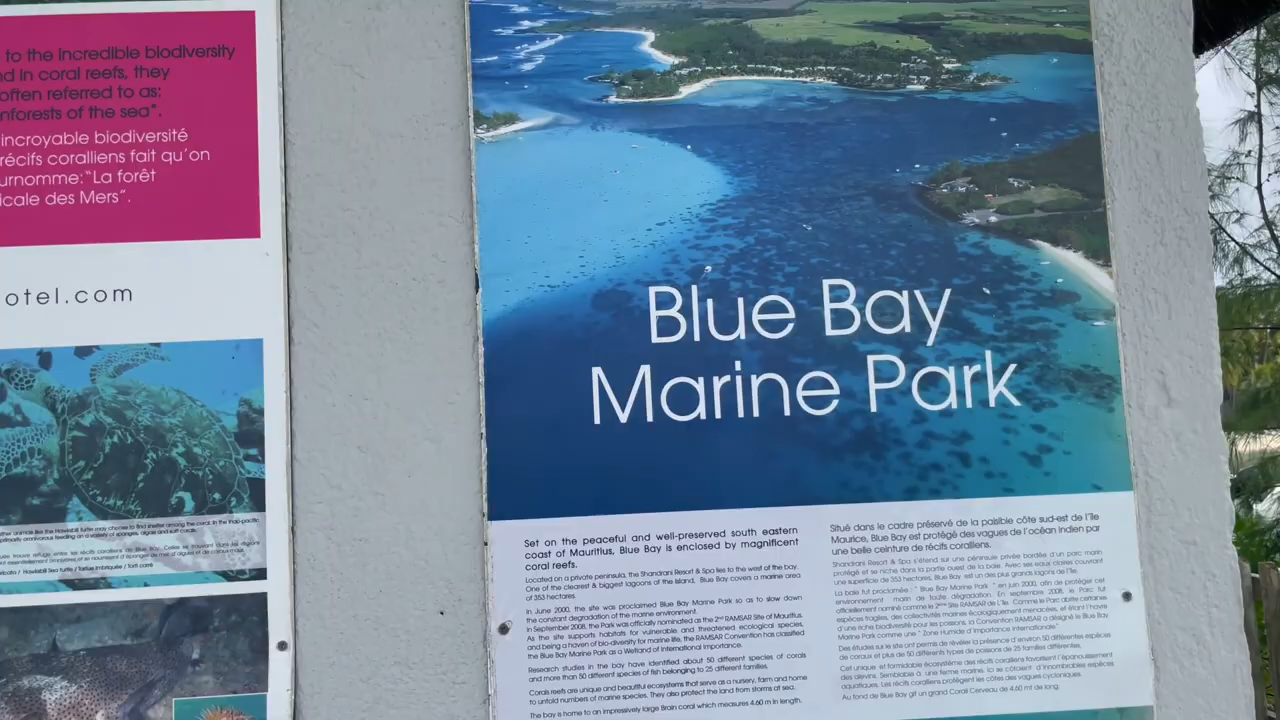 to the incredible biodiversity
in coral reefs, they
often referred to as:
of the sea".
incroyable biodiversité
récifs coralliens fait qu'on
"La forêt
des Mers".
otel.com
Blue Bay
Marine Park
Set on the peaceful and well-preserved south eastern
coast of Mauritius, Blue Bay is enclosed by magnificent
coral reefs.
Located on a private peninsula, the Shandrani Resort & Spa lies to the west of the bay.
One of the clearest & biggest lagoons of the island, Blue Bay covers a marine area
of 353 hectares.
In June 2000, the site was proclaimed Blue Bay Marine Park so as to slow down
the constant degradation of the marine environment.
In September 2008, the Park was officially nominated as the 2nd RAMSAR Site of Mauritius.
As the site supports habitats for vulnerable and threatened ecological species,
and being a haven of bio-diversity for marine life, the RAMSAR Convention has classified
the Blue Bay Marine Park as a Wetland of International Importance.
Research studies in the bay have identified about 50 different species of corals
and more than 50 different species of fish belonging to 25 different families.
Corals reefs are unique and beautiful ecosystems that serve as a nursery, farm and home
to untold numbers of marine species. They also protect the land from storms at sea.
The bay is home to an impressively large Brain coral which measures 4.60 m in length.
Situé dans le cadre préservé de la paisible côte sud-est de l'île
Maurice, Blue Bay est protégé des vagues de l'océan indien par
une belle ceinture de récifs coralliens.
Le Shandrani Resort & Spa s'étend sur une péninsule privée bordée d'un parc marin
protégé et se niche dans la partie ouest de la baie. Avec ses eaux claires couvrant
une superficie de 353 hectares, Blue Bay est un des plus grands lagons de l'île.
La baie fut proclamée : " Blue Bay Marine Park " en juin 2000, afin de protéger cet
environnement marin de toute dégradation. En septembre 2008, le Parc fut
officiellement nominé comme le 2ème Site RAMSAR de L'île. Comme le Parc abrite certaines
espèces fragiles, des collectivités marines écologiquement menacées, et étant l'havre
d'une riche biodiversité pour les poissons, la Convention RAMSAR a désigné le Blue Bay
Marine Park comme une " Zone Humide d'Importance Internationale"
Des études sur le site ont permis de révéler la présence d'environ 50 différentes espèces
de coraux et plus de 50 différents types de poissons de 25 familles différentes.
Cet unique et formidable écosystème des récifs coralliens favorisent l'épanouissement
des alevins. Semblable à une ferme marine, ici se côtoient d'innombrables espèces
aquatiques. Les récifs coralliens protègent les côtes des vagues cycloniques.
Au fond de Blue Bay gît un grand Coral Cerveau de 4.60 mt de long.